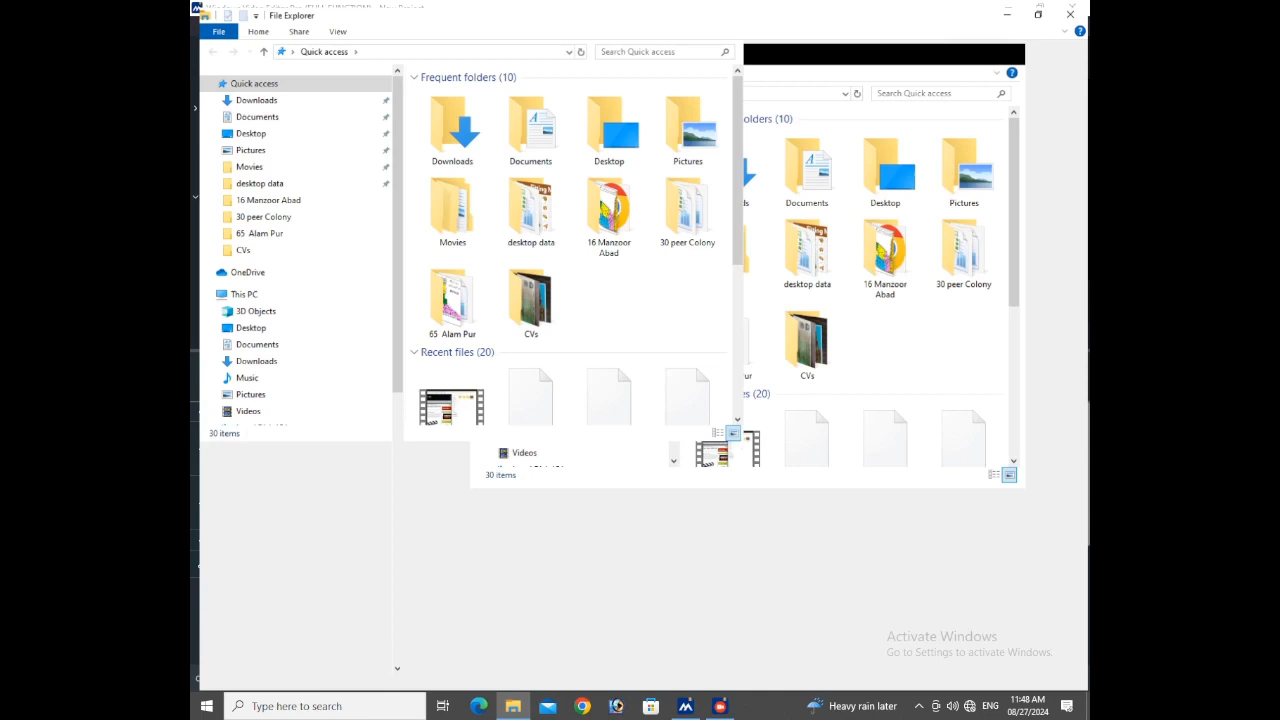 File Explorer
File
Home
Share
View
Quick access
Search Quick access
Quick access
Downloads
Documents
Desktop
Pictures
Movies
desktop data
16 Manzoor Abad
30 peer Colony
65 Alam Pur
CVs
OneDrive
This PC
3D Objects
Desktop
Documents
Downloads
Music
Pictures
Videos
30 items
Frequent folders (10)
Downloads
Documents
Desktop
Pictures
Movies
desktop data
16 Manzoor
Abad
30 peer Colony
65 Alam Pur
CVs
Recent files (20)
Search Quick access
olders (10)
Documents
Desktop
Pictures
desktop data
16 Manzoor
Abad
30 peer Colony
CVs
es (20)
Videos
30 items
Activate Windows
Go to Settings to activate Windows.
Type here to search
Heavy rain later
ENG
11:48 AM
08/27/2024